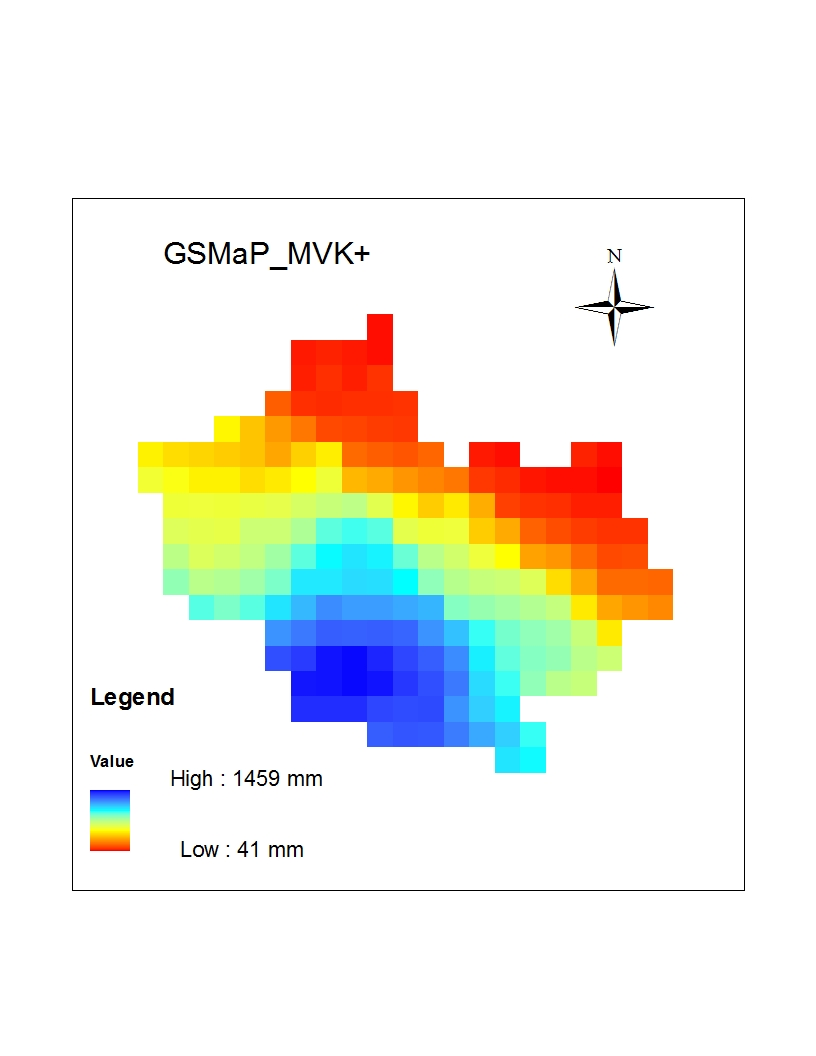 GSMaP_MVK+
N
Legend
Value
High : 1459 mm
Low : 41 mm